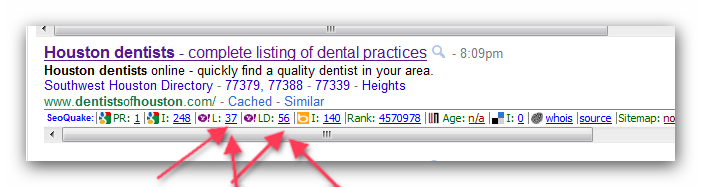 Houston dentists - complete listing of dental practices - 8:09pm
Houston dentists online - quickly find a quality dentist in your area.
Southwest Houston Directory - 77379, 77388 - 77339 - Heights
www.dentistsofhouston.com/ - Cached - Similar
SeoQuake: | PR: 1 | I: 248 | Y! L: 37 | Y! LD: 56 | I: 140 |Rank: 4570978 | Age: n/a | I: 0 | whois |source |Sitemap: no